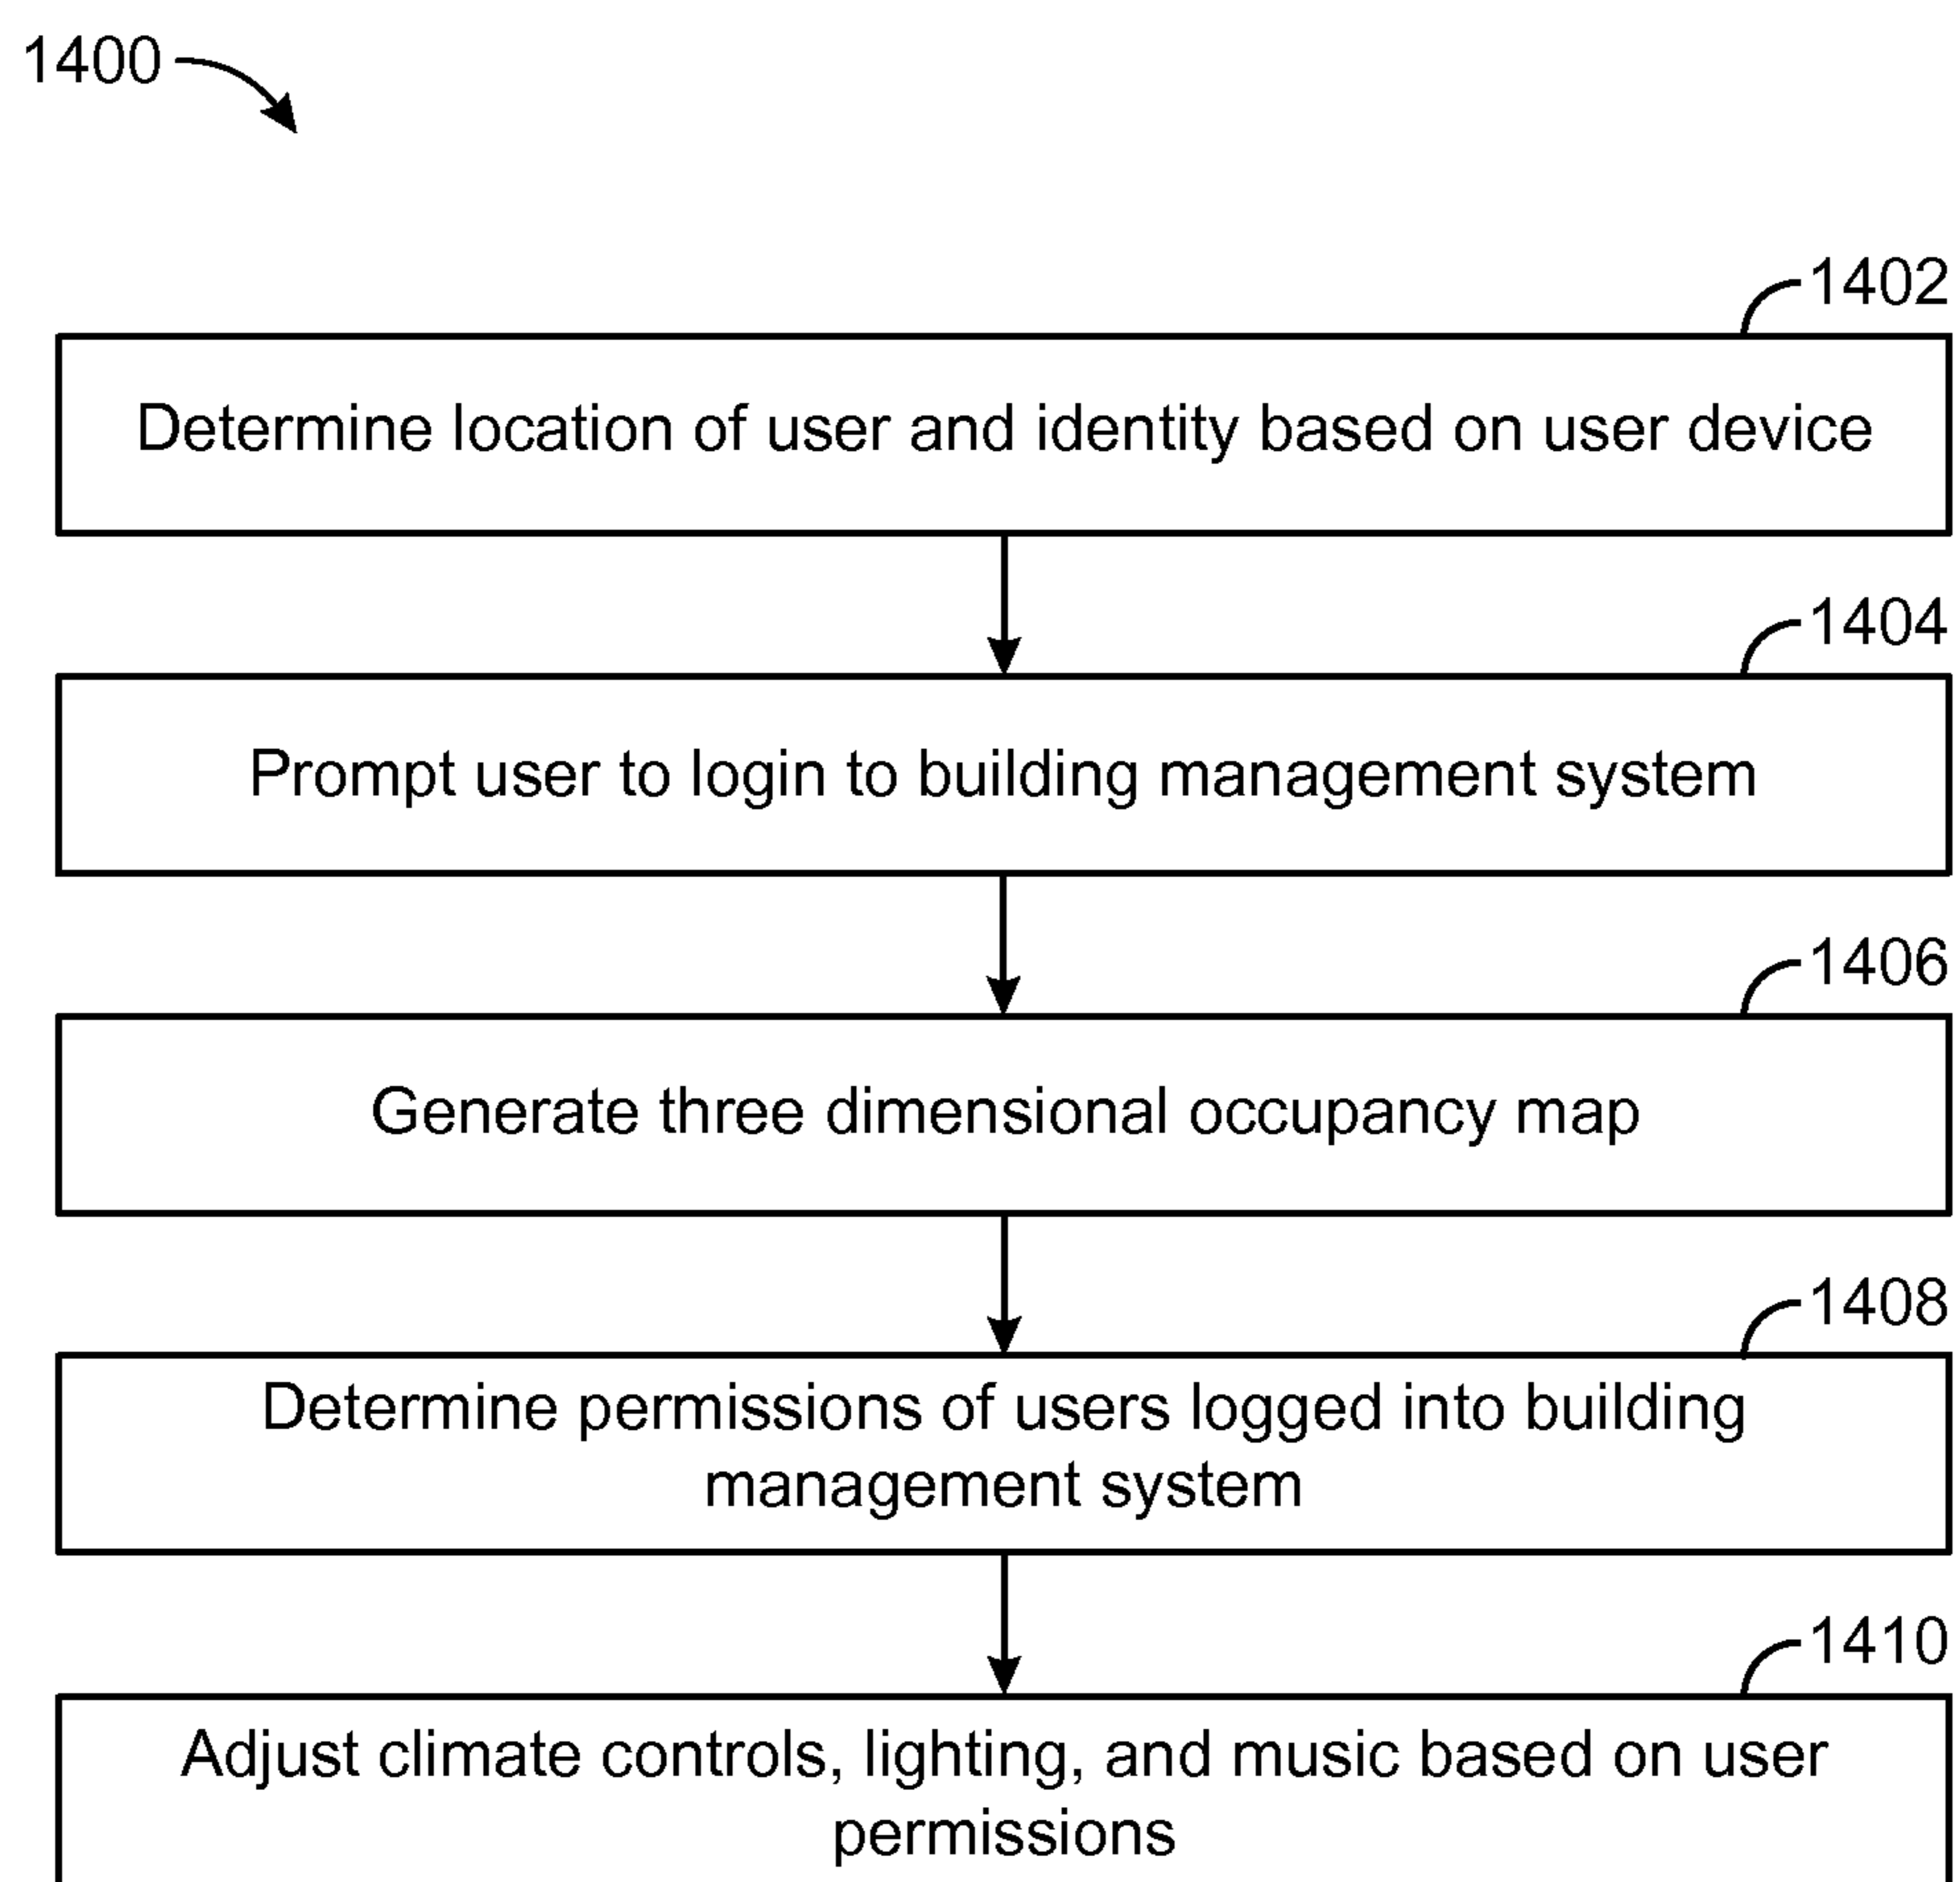 1400
1402
Determine location of user and identity based on user device
1404
Prompt user to login to building management system
1406
Generate three dimensional occupancy map
1408
Determine permissions of users logged into building
management system
1410
Adjust climate controls, lighting, and music based on user
permissions